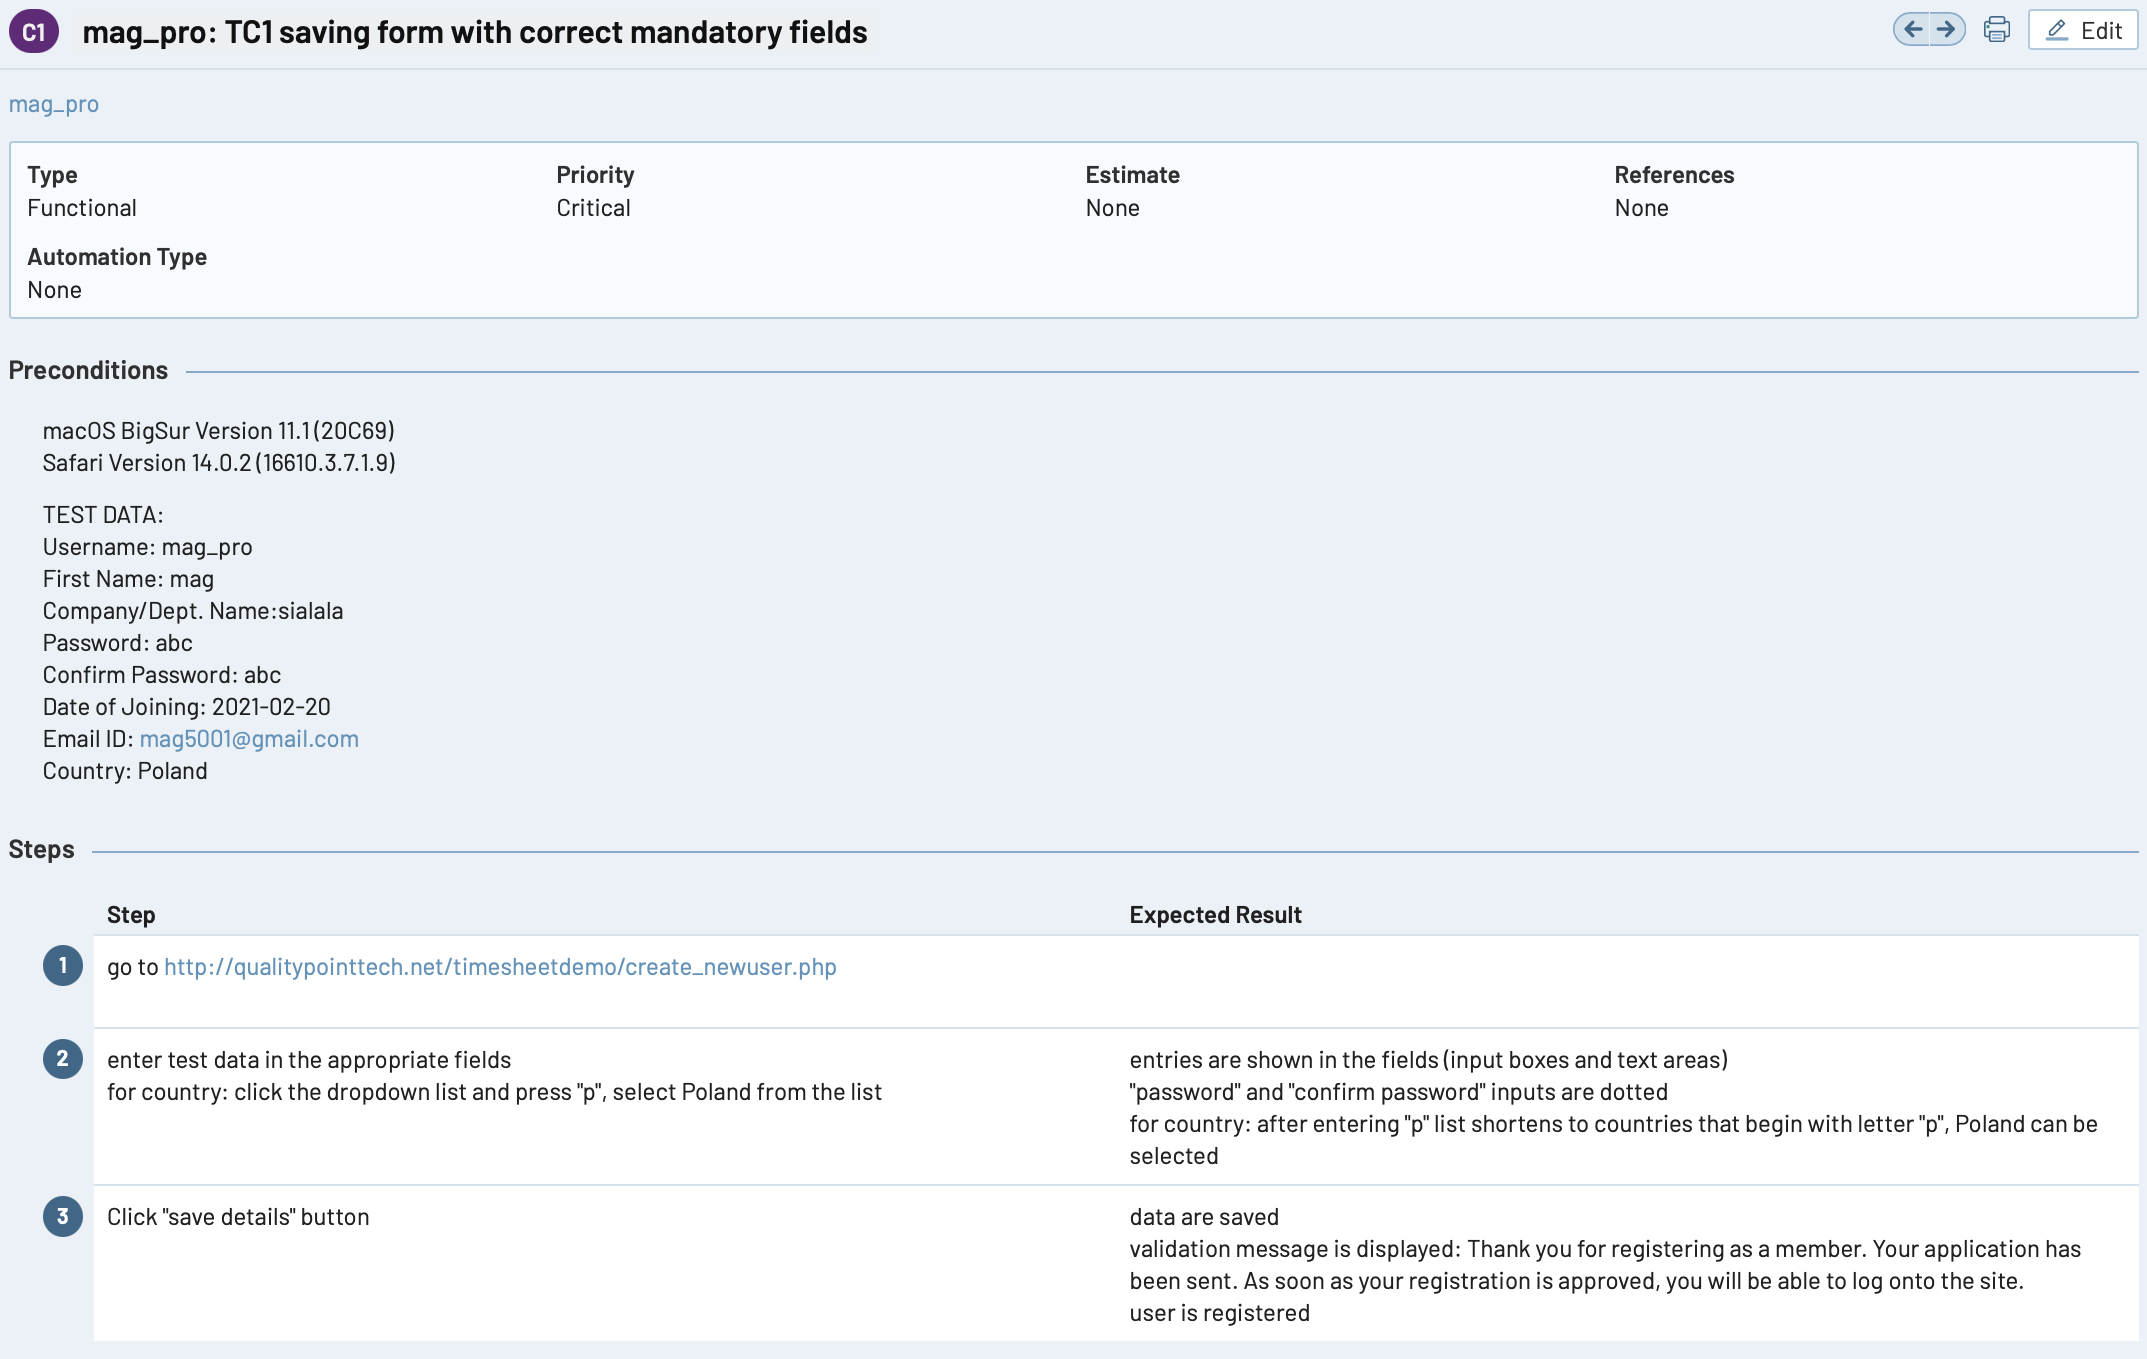 C1 mag_pro: TC1 saving form with correct mandatory fields Edit
mag_pro
Type Priority Estimate References
Functional Critical None None
Automation Type
None
Preconditions
macOS BigSur Version 11.1 (20C69)
Safari Version 14.0.2 (16610.3.7.1.9)
TEST DATA:
Username: mag_pro
First Name: mag
Company/Dept. Name:sialala
Password: abc
Confirm Password: abc
Date of Joining: 2021-02-20
Email ID: mag5001@gmail.com
Country: Poland
Steps
Step Expected Result
1 go to http://qualitypointtech.net/timesheetdemo/create_newuser.php
2 enter test data in the appropriate fields
for country: click the dropdown list and press "p", select Poland from the list
entries are shown in the fields (input boxes and text areas)
"password" and "confirm password" inputs are dotted
for country: after entering "p" list shortens to countries that begin with letter "p", Poland can be
selected
3 Click "save details" button
data are saved
validation message is displayed: Thank you for registering as a member. Your application has
been sent. As soon as your registration is approved, you will be able to log onto the site.
user is registered